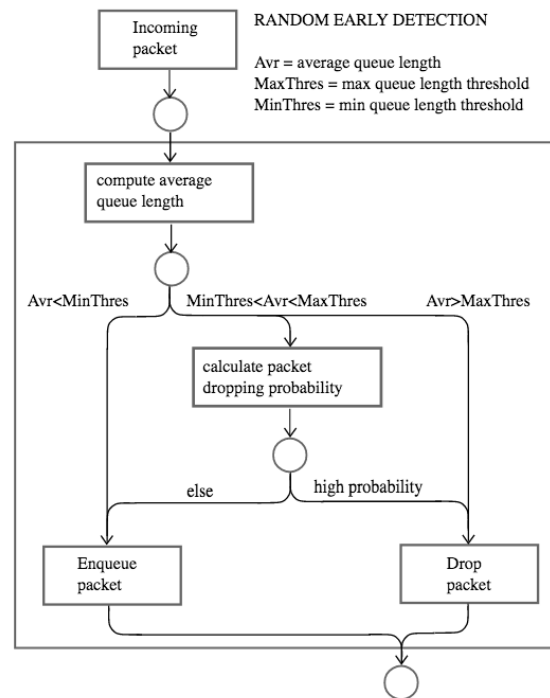 Incoming
packet
RANDOM EARLY DETECTION
Avr = average queue length
MaxThres = max queue length threshold
MinThres = min queue length threshold
compute average
queue length
Avr<MinThres
MinThres<Avr<MaxThres
Avr>MaxThres
calculate packet
dropping probability
else
high probability
Enqueue
packet
Drop
packet